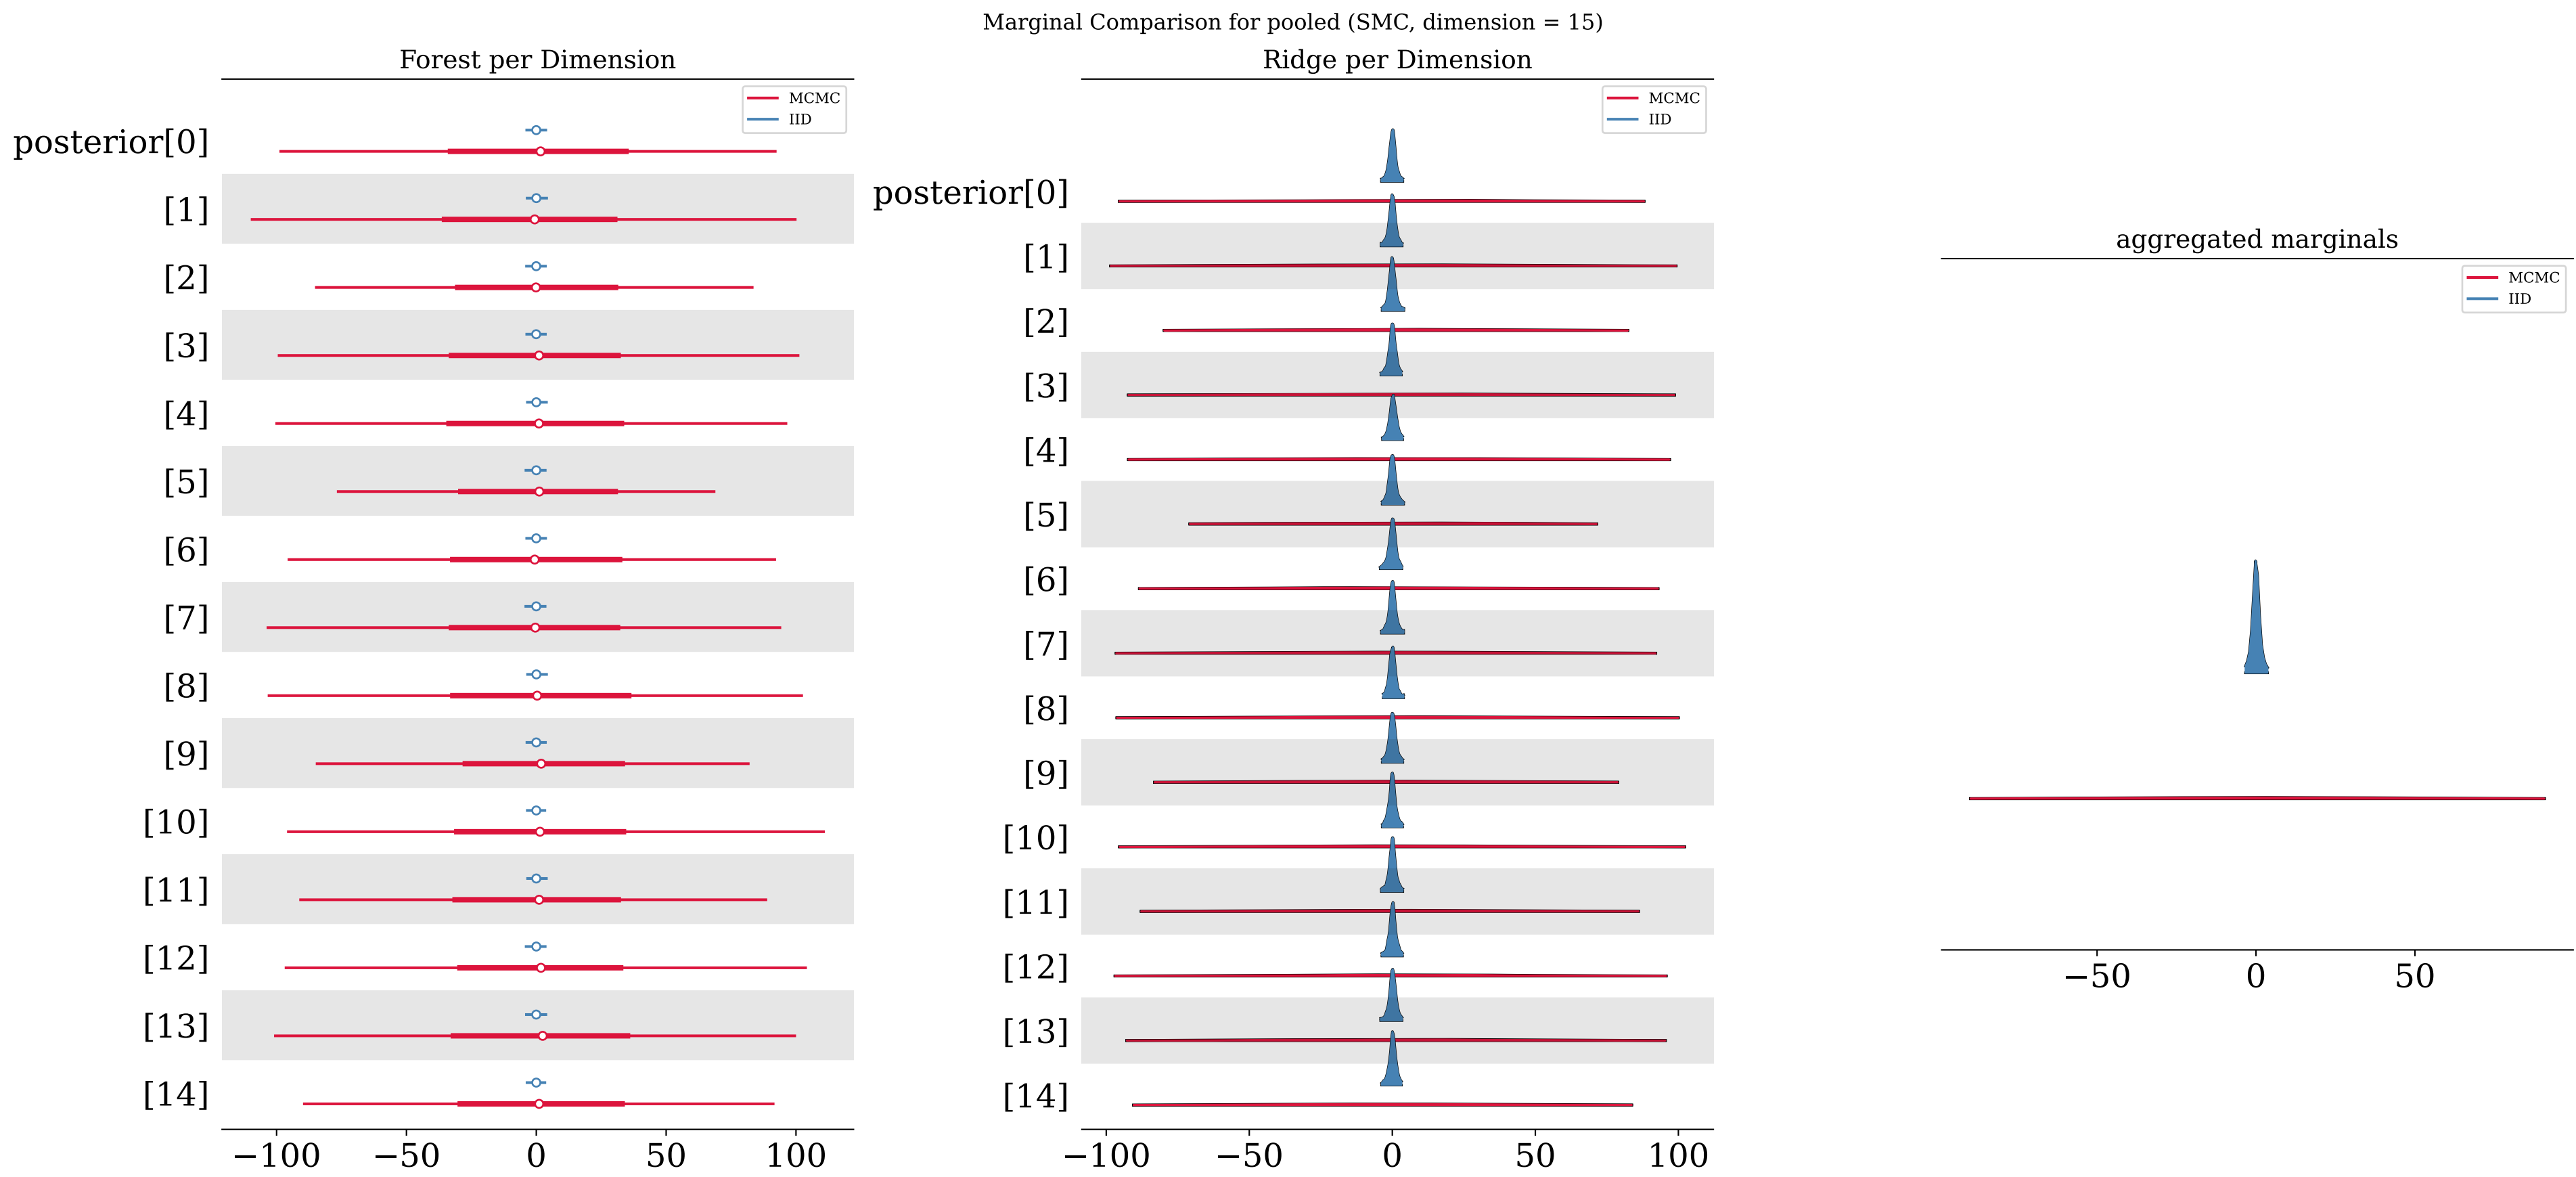 Marginal Comparison for pooled (SMC, dimension = 15)
Forest per Dimension
MCMC
IID
posterior[0]
[1]
[2]
[3]
[4]
[5]
[6]
[7]
[8]
[9]
[10]
[11]
[12]
[13]
[14]
−100 −50 0 50 100
Ridge per Dimension
MCMC
IID
posterior[0]
[1]
[2]
[3]
[4]
[5]
[6]
[7]
[8]
[9]
[10]
[11]
[12]
[13]
[14]
−100 −50 0 50 100
aggregated marginals
MCMC
IID
−50 0 50